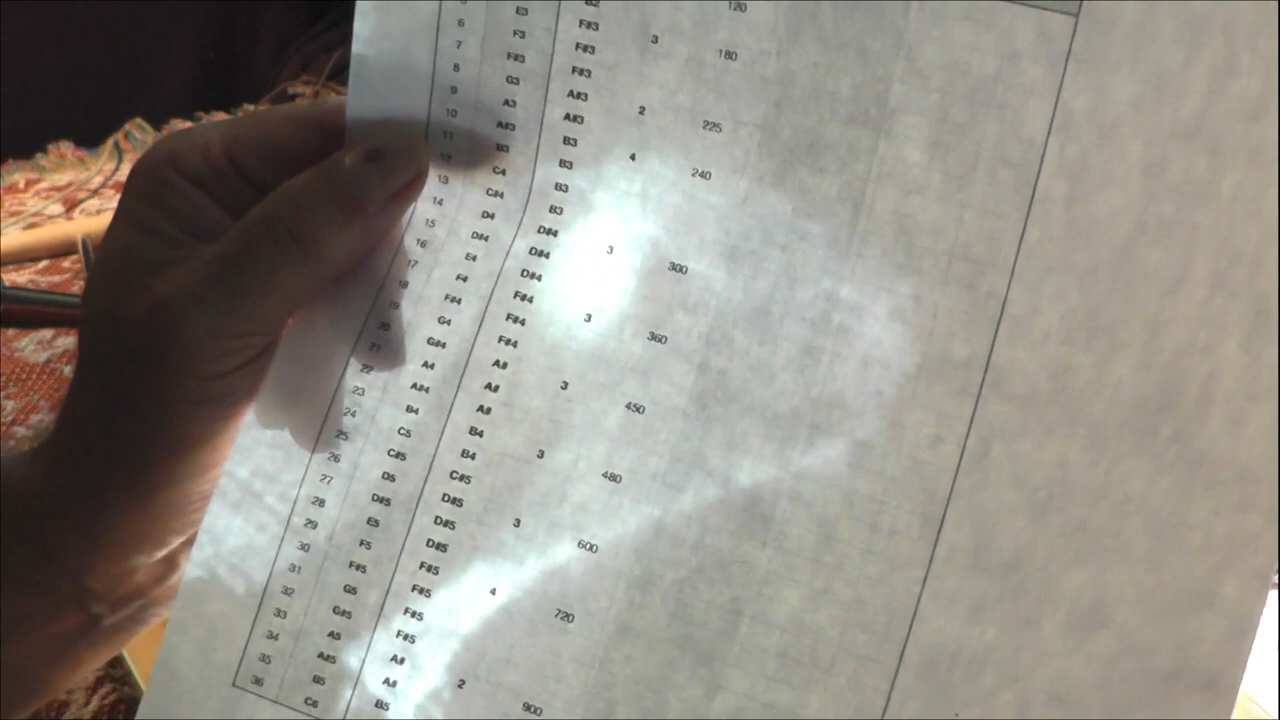 120
B2
5 E3 F#3 3 180
6 F3 F#3
7 F#3 F#3
8 G3 A#3 2 225
9 A3 A#3
10 A#3 B3 4 240
11 B3 B3
12 C4 B3
13 C#4 B3
14 D4 D#4 3 300
15 D#4 D#4
16 E4 D#4
17 F4 F#4 3 360
18 F#4 F#4
19 G4 F#4
20 G#4 A# 3 450
21 A4 A#
22 A#4 A#
23 B4 B4 3 480
24 C5 B4
25 C#5 C#5
26 D5 D#5 3 600
27 D#5 D#5
28 E5 D#5
29 F5 F#5 4 720
30 F#5 F#5
31 G5 F#5
32 G#5 F#5
33 A5 A# 2 900
34 A#5 A#
35 B5 B5
36 C6